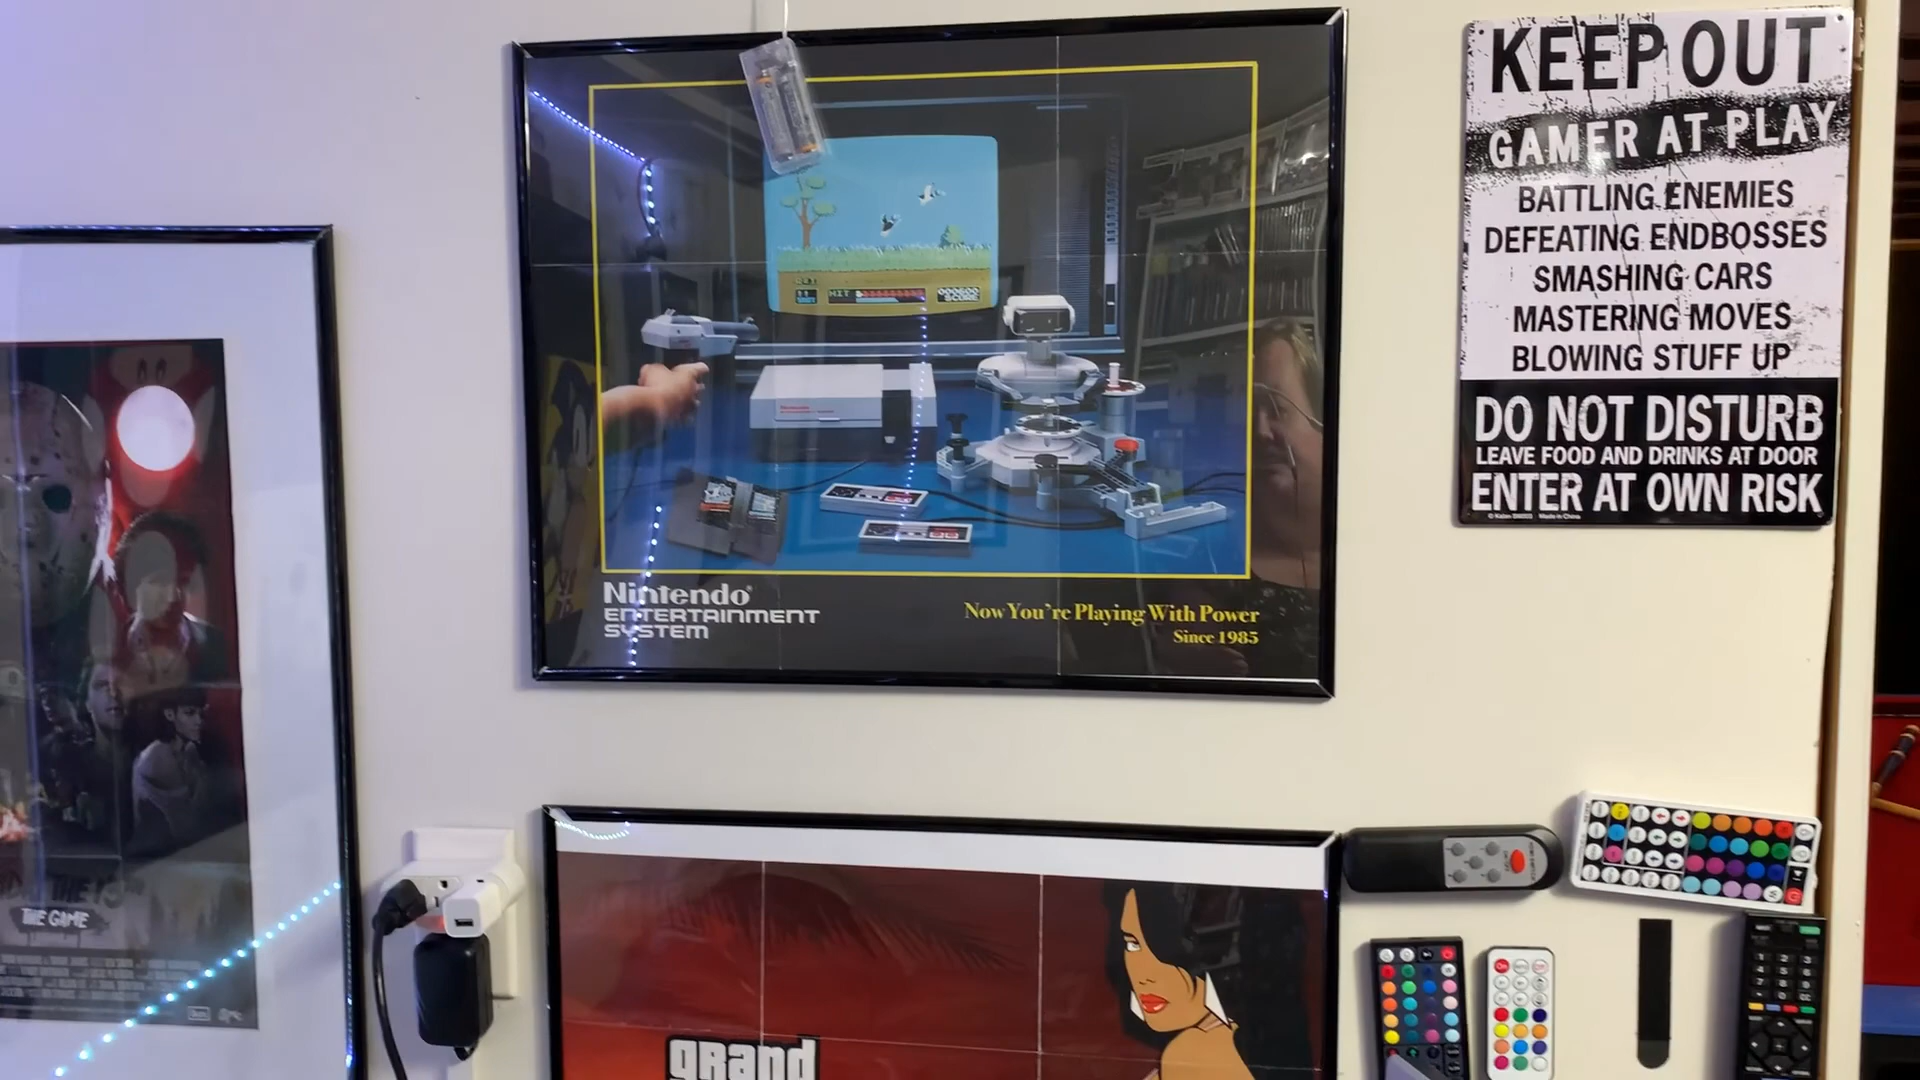 KEEP OUT
GAMER AT PLAY
BATTLING ENEMIES
DEFEATING ENDBOSSES
SMASHING CARS
MASTERING MOVES
BLOWING STUFF UP
DO NOT DISTURB
LEAVE FOOD AND DRINKS AT DOOR
ENTER AT OWN RISK
HIT
SCORE
Nintendo®
ENTERTAINMENT
SYSTEM
Now You're Playing With Power
Since 1985
THE GAME
grand